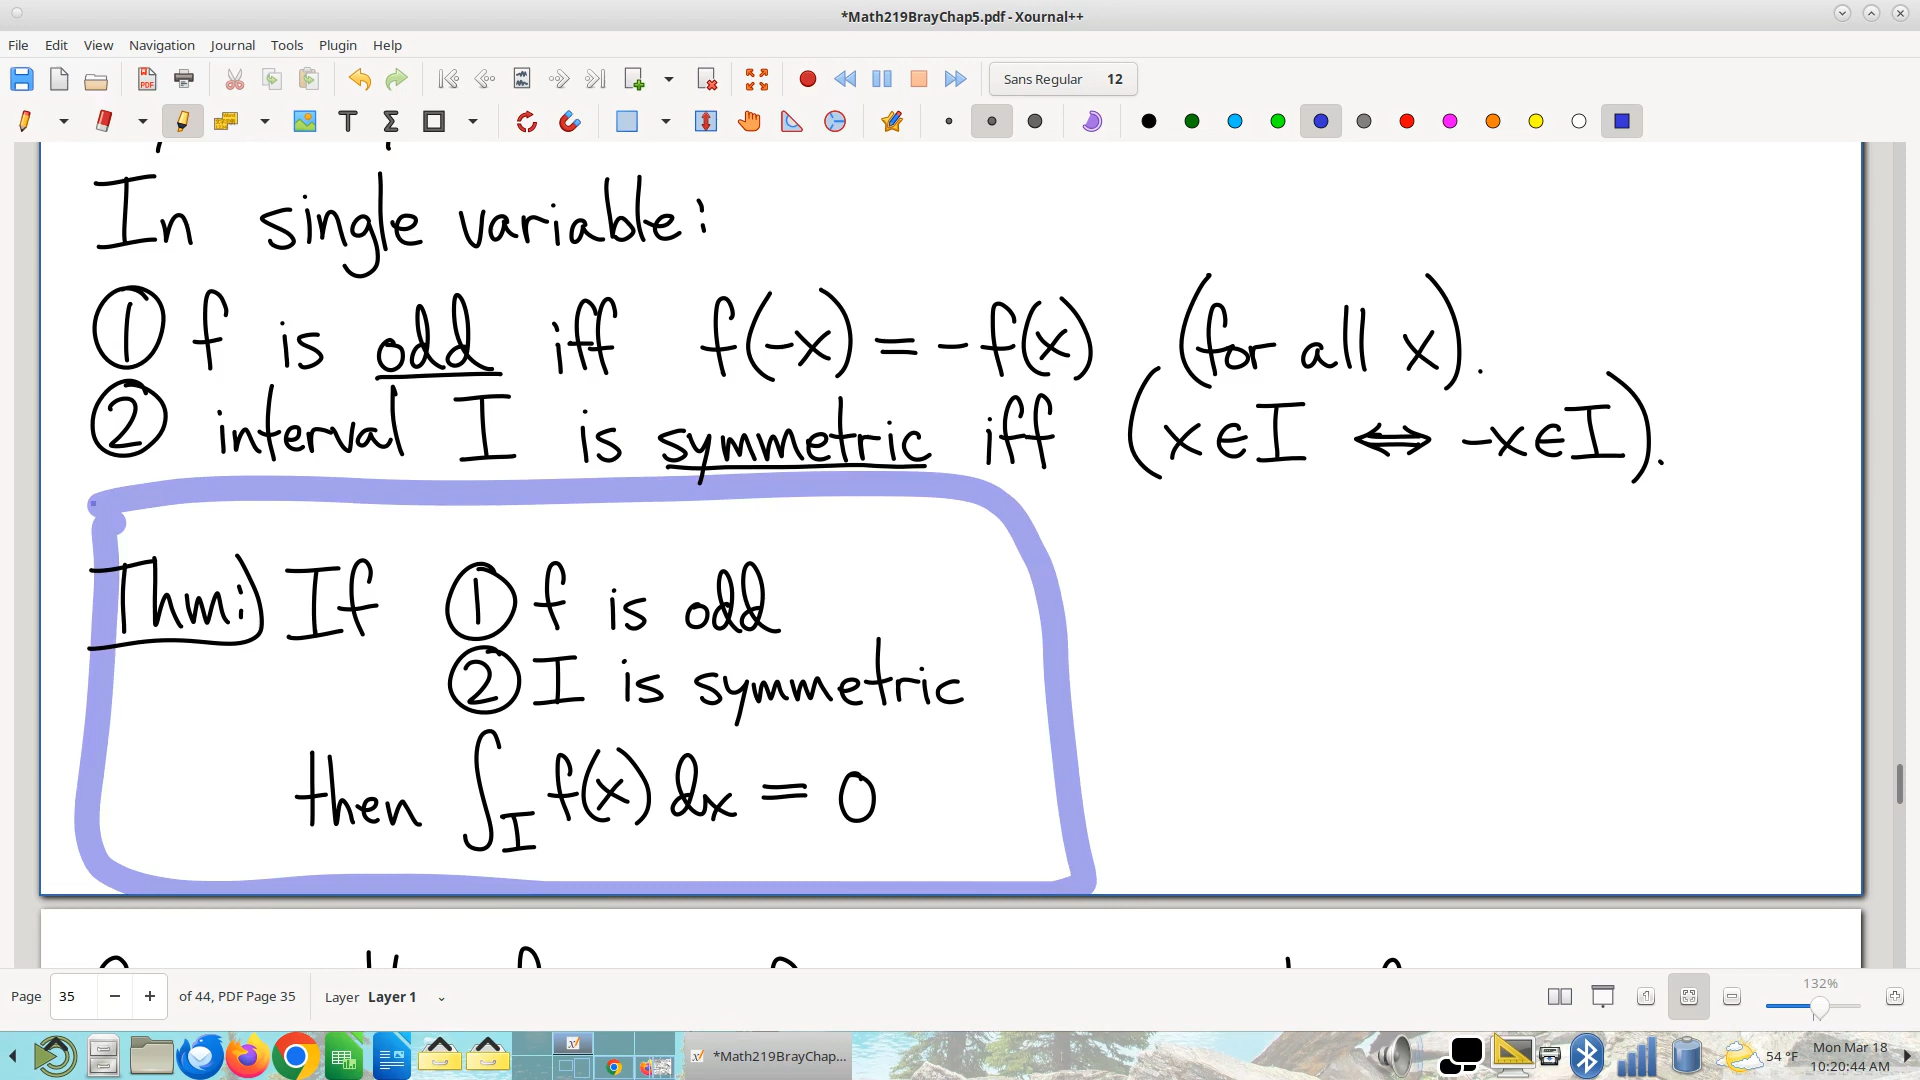 *Math219BrayChap5.pdf - Xournal++
File Edit View Navigation Journal Tools Plugin Help
Sans Regular 12
In single variable:
① f is odd iff f(-x) = -f(x) (for all x).
② interval I is symmetric iff (x∈I ⟺ -x∈I).
Thm: If ① f is odd
② I is symmetric
then ∫_I f(x) dx = 0
Page 35 of 44, PDF Page 35 Layer Layer 1 132%
*Math219BrayChap... 54 °F Mon Mar 18
10:20:44 AM